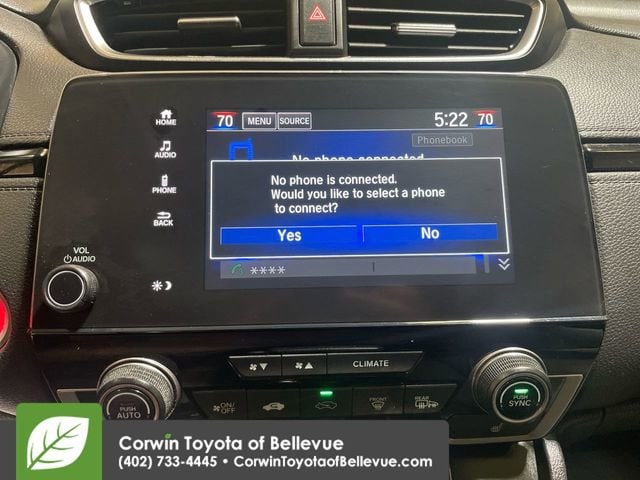 70 MENU SOURCE 5:22 70
HOME
Phonebook
No phone connected
AUDIO
No phone is connected.
Would you like to select a phone
to connect?
PHONE
BACK
Yes No
VOL
AUDIO
****
CLIMATE
PUSH
AUTO
ON/
OFF
FRONT
REAR
PUSH
SYNC
Corwin Toyota of Bellevue
(402) 733-4445 • CorwinToyotaofBellevue.com